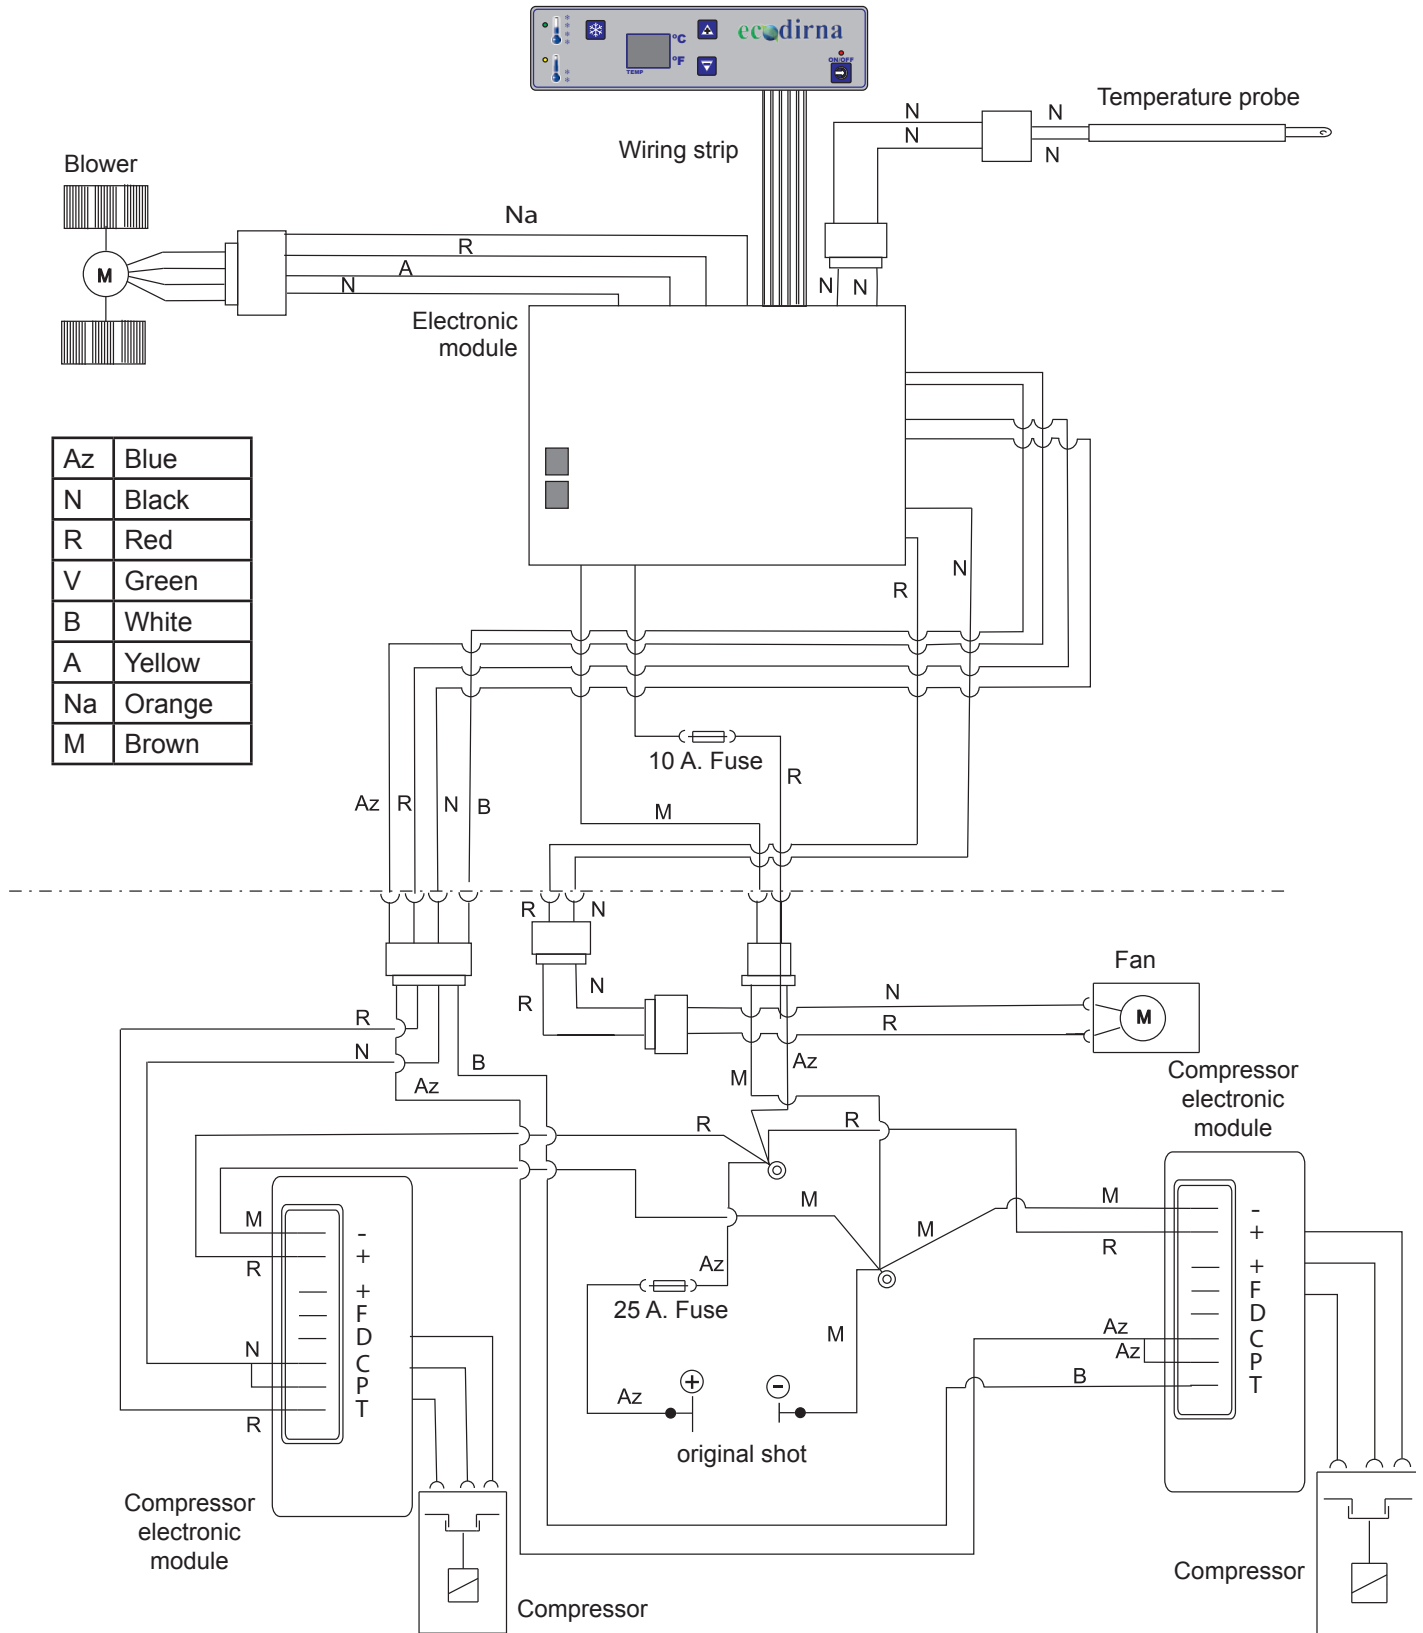 ecodirna
°C
°F
TEMP
ON/OFF
Temperature probe
N
N
N
N
Wiring strip
Blower
M
Na
R
A
N
N
N
Electronic
module
Az Blue
N Black
R Red
V Green
B White
A Yellow
Na Orange
M Brown
R
N
10 A. Fuse
R
M
Az
R
N
B
R
N
Fan
M
R
N
N
R
R
N
B
Az
M
Az
Compressor
electronic
module
R
R
M
M
M
R
-
+
+
F
D
C
P
T
M
R
N
R
-
+
+
F
D
C
P
T
Az
Az
B
Az
25 A. Fuse
M
Az
+
-
original shot
Compressor
electronic
module
Compressor
Compressor